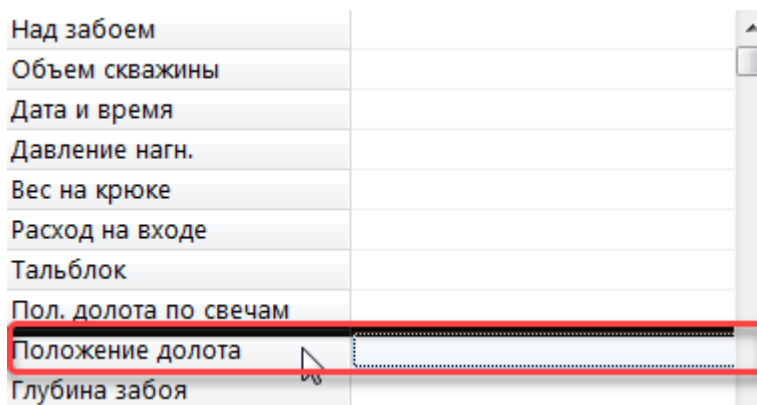 Над забоем
Объем скважины
Дата и время
Давление нагн.
Вес на крюке
Расход на входе
Тальблок
Пол. долота по свечам
Положение долота
Глубина забоя